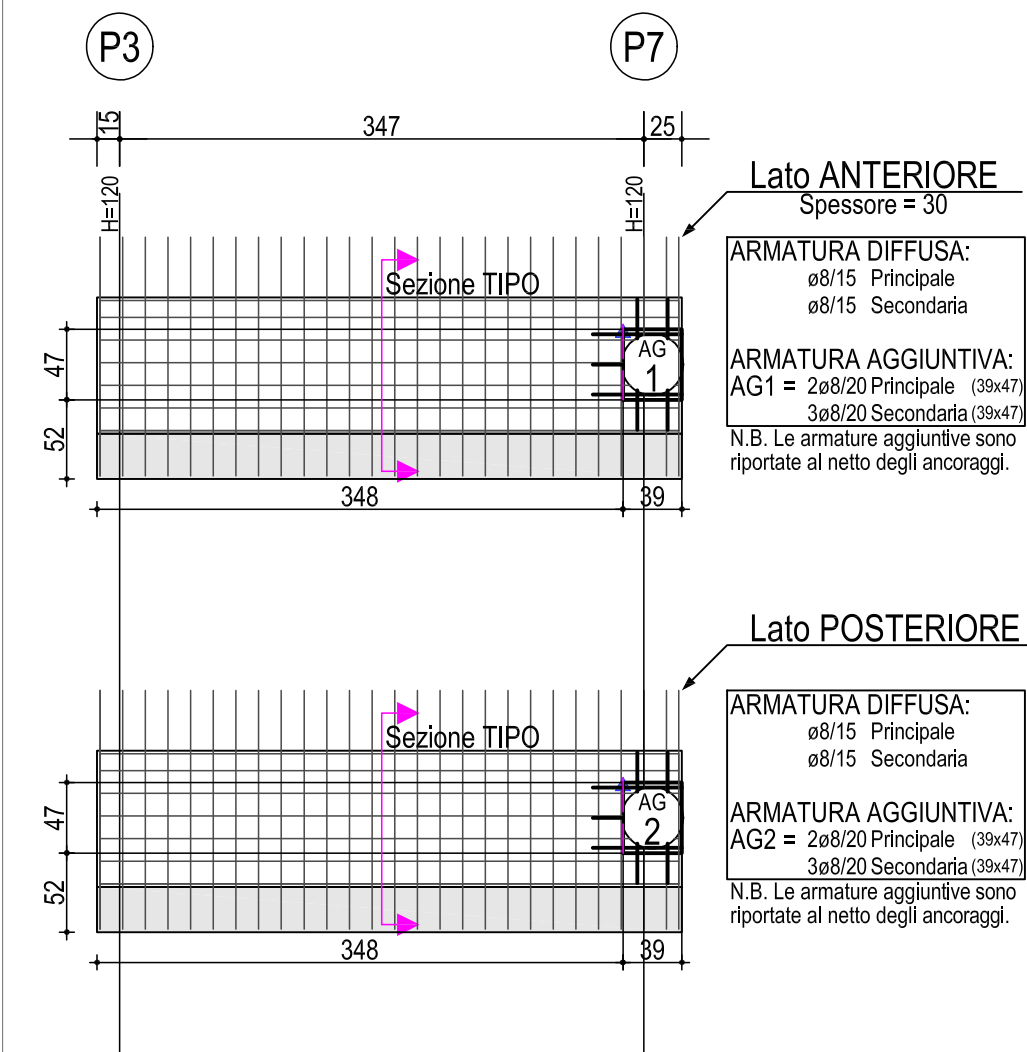 P3
P7
15
347
25
H=120
H=120
Lato ANTERIORE
Spessore = 30
Sezione TIPO
ARMATURA DIFFUSA:
ø8/15 Principale
ø8/15 Secondaria
ARMATURA AGGIUNTIVA:
AG1 = 2ø8/20 Principale (39x47)
3ø8/20 Secondaria (39x47)
N.B. Le armature aggiuntive sono
riportate al netto degli ancoraggi.
47
52
AG
1
348
39
Lato POSTERIORE
Sezione TIPO
ARMATURA DIFFUSA:
ø8/15 Principale
ø8/15 Secondaria
ARMATURA AGGIUNTIVA:
AG2 = 2ø8/20 Principale (39x47)
3ø8/20 Secondaria (39x47)
N.B. Le armature aggiuntive sono
riportate al netto degli ancoraggi.
47
52
AG
2
348
39